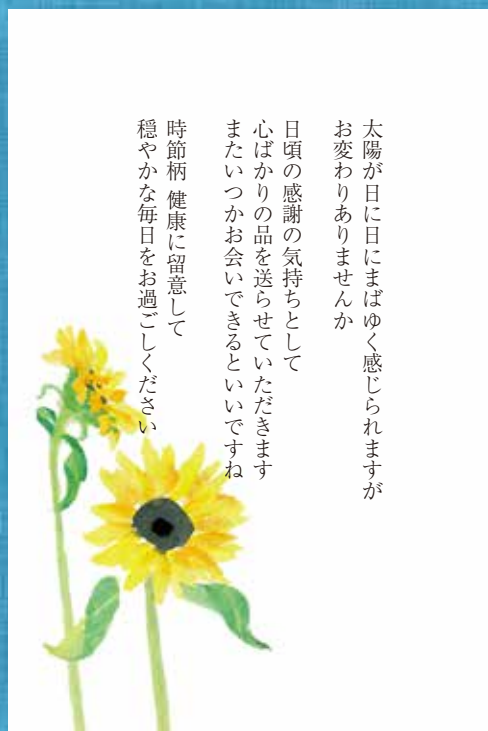 太陽が日に日にまばゆく感じられますが
お変わりありませんか
日頃の感謝の気持ちとして
心ばかりの品を送らせていただきます
またいつかお会いできるといいですね
時節柄 健康に留意して
穏やかな毎日をお過ごしください